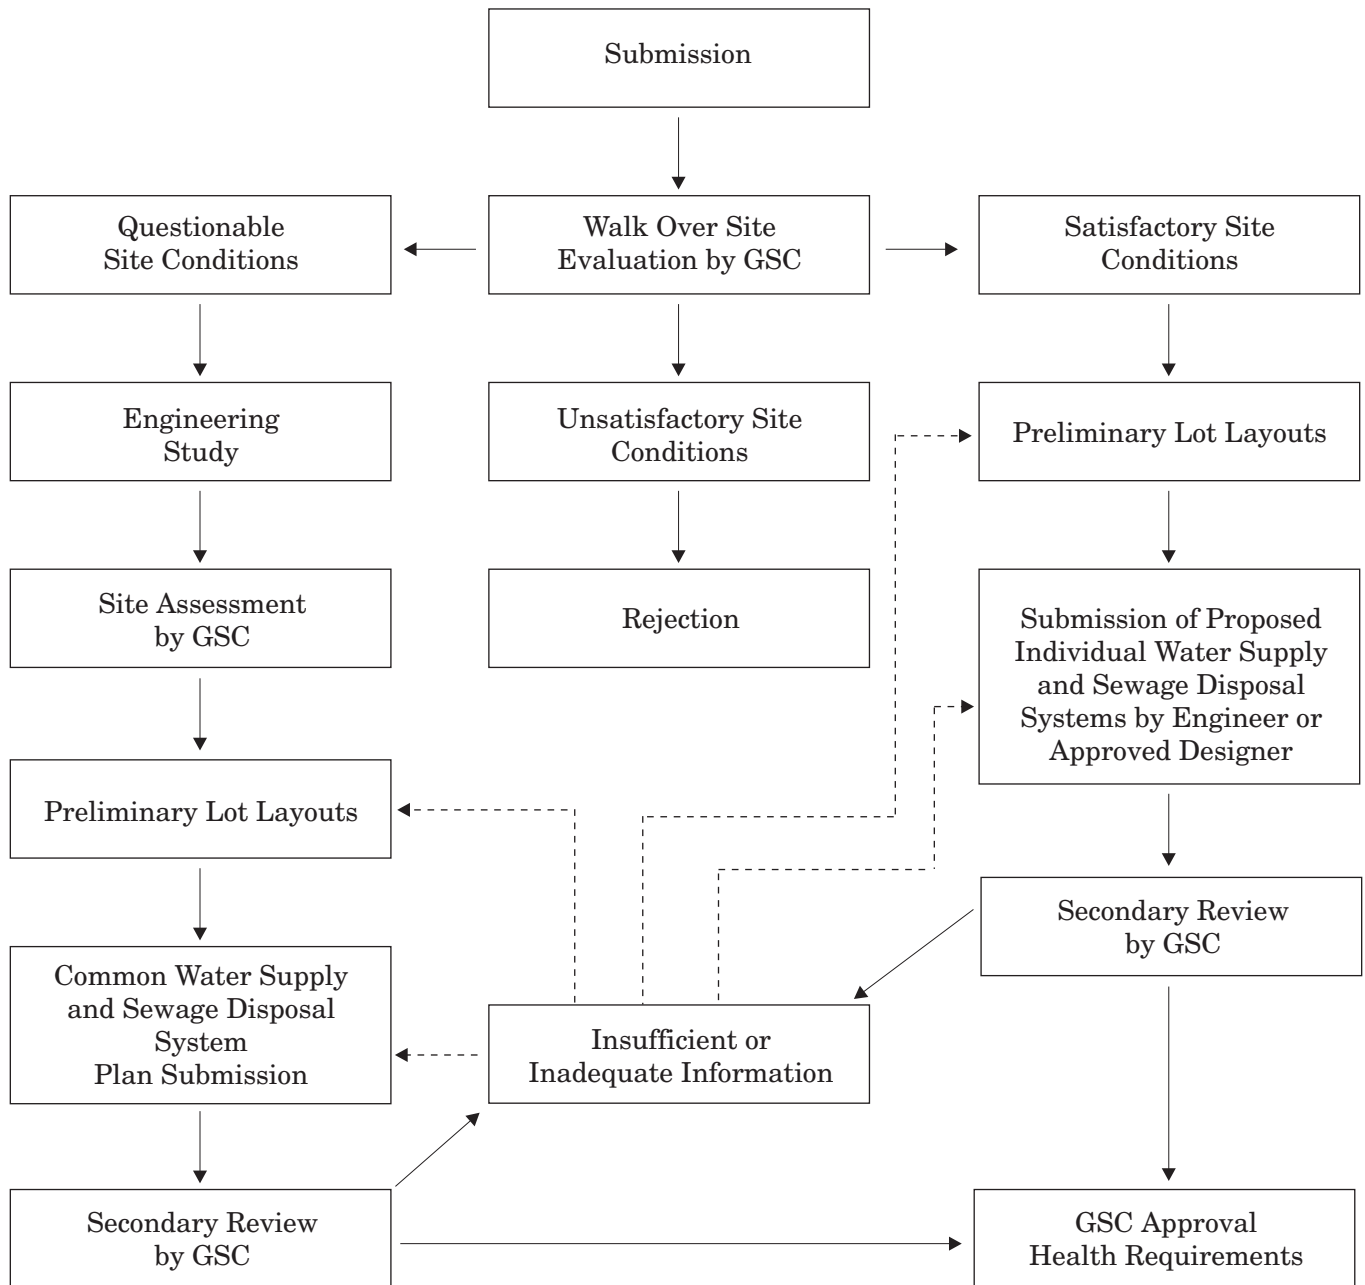 Submission
Questionable
Site Conditions
Walk Over Site
Evaluation by GSC
Satisfactory Site
Conditions
Engineering
Study
Unsatisfactory Site
Conditions
Preliminary Lot Layouts
Site Assessment
by GSC
Rejection
Submission of Proposed
Individual Water Supply
and Sewage Disposal
Systems by Engineer or
Approved Designer
Preliminary Lot Layouts
Secondary Review
by GSC
Common Water Supply
and Sewage Disposal
System
Plan Submission
Insufficient or
Inadequate Information
Secondary Review
by GSC
GSC Approval
Health Requirements